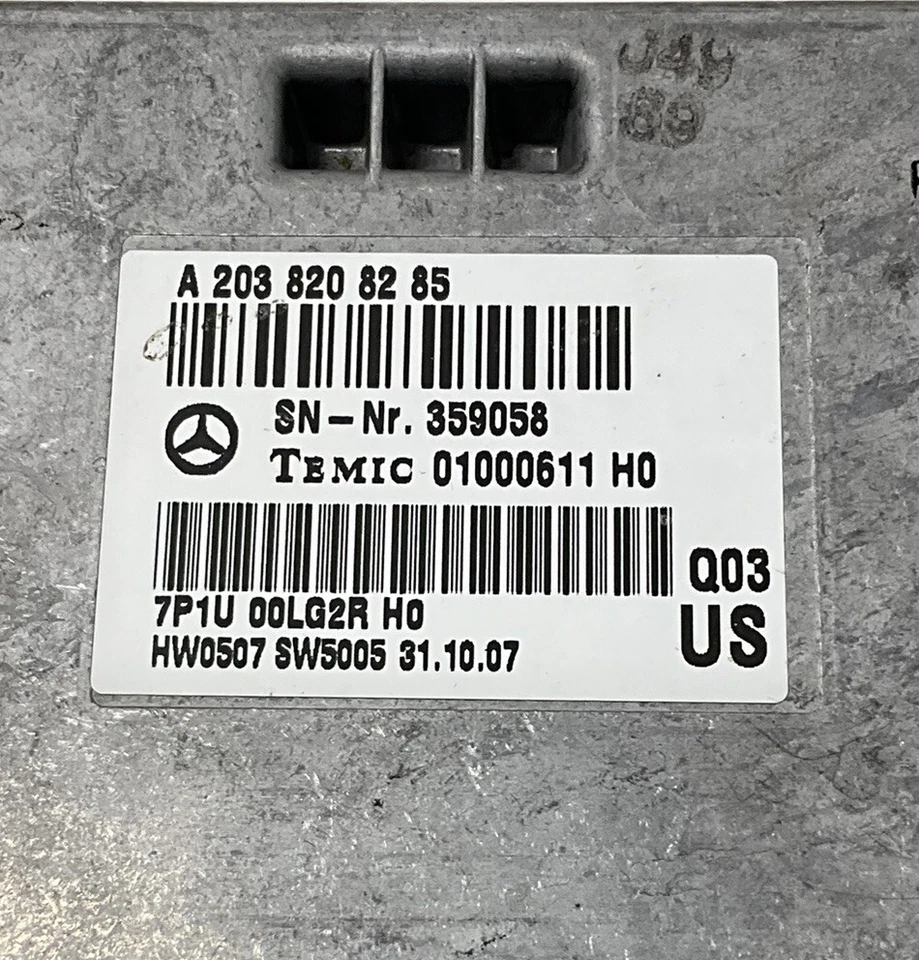 A 203 820 82 85
SN-Nr. 359058
TEMIC 01000611 H0
Q03
7P1U 00LG2R H0
US
HW0507 SW5005 31.10.07